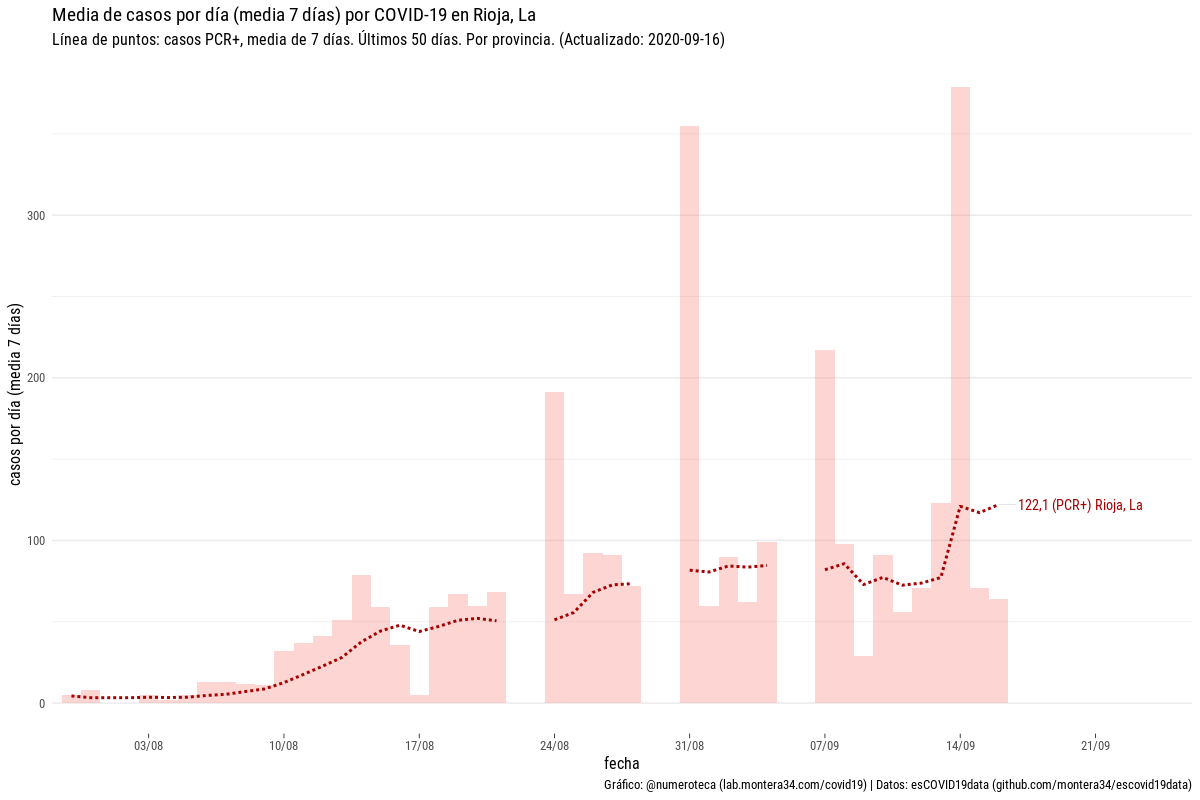 Media de casos por día (media 7 días) por COVID-19 en Rioja, La
Línea de puntos: casos PCR+, media de 7 días. Últimos 50 días. Por provincia. (Actualizado: 2020-09-16)
casos por día (media 7 días)
300
200
100
0
122,1 (PCR+) Rioja, La
03/08
10/08
17/08
24/08
31/08
07/09
14/09
21/09
fecha
Gráfico: @numeroteca (lab.montera34.com/covid19) | Datos: esCOVID19data (github.com/montera34/escovid19data)